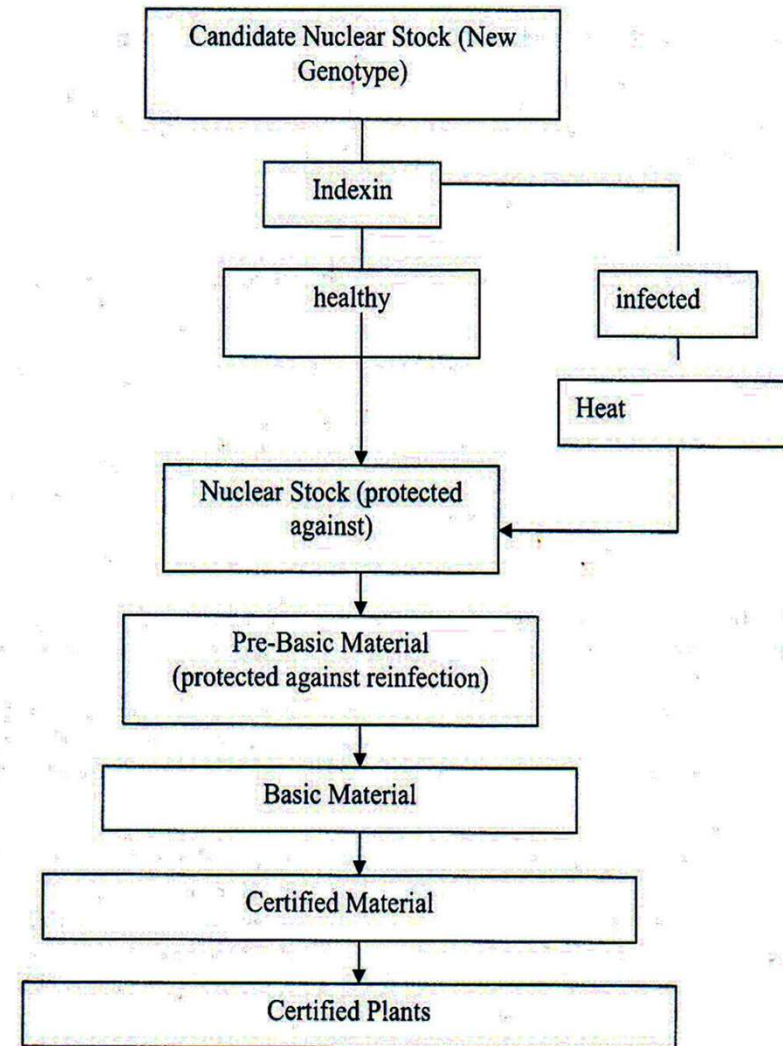 Candidate Nuclear Stock (New
Genotype)
Indexin
healthy
infected
Heat
Nuclear Stock (protected
against)
Pre-Basic Material
(protected against reinfection)
Basic Material
Certified Material
Certified Plants